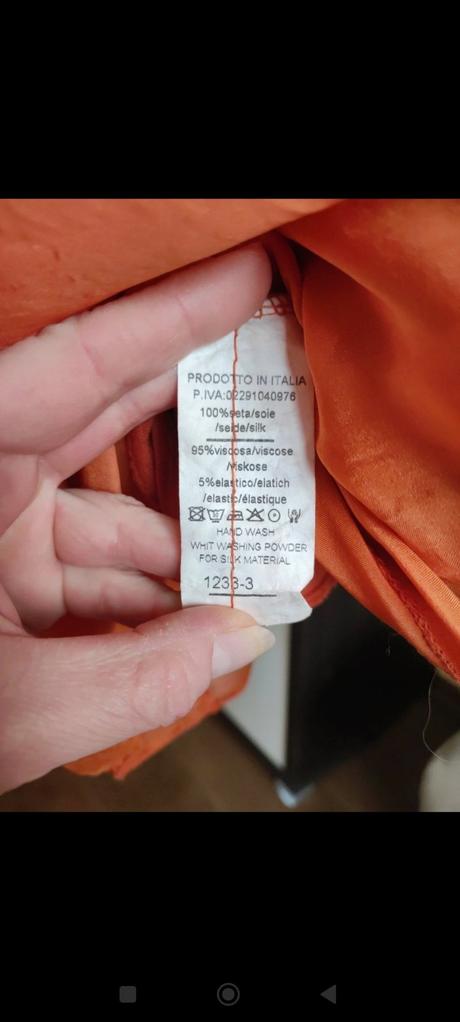 PRODOTTO IN ITALIA
P.IVA:02291040976
100%seta/soie
/seide/silk
95%viscosa/viscose
/viskose
5%elastico/elatich
/elastic/élastique
HAND WASH
WHIT WASHING POWDER
FOR SILK MATERIAL
1233-3